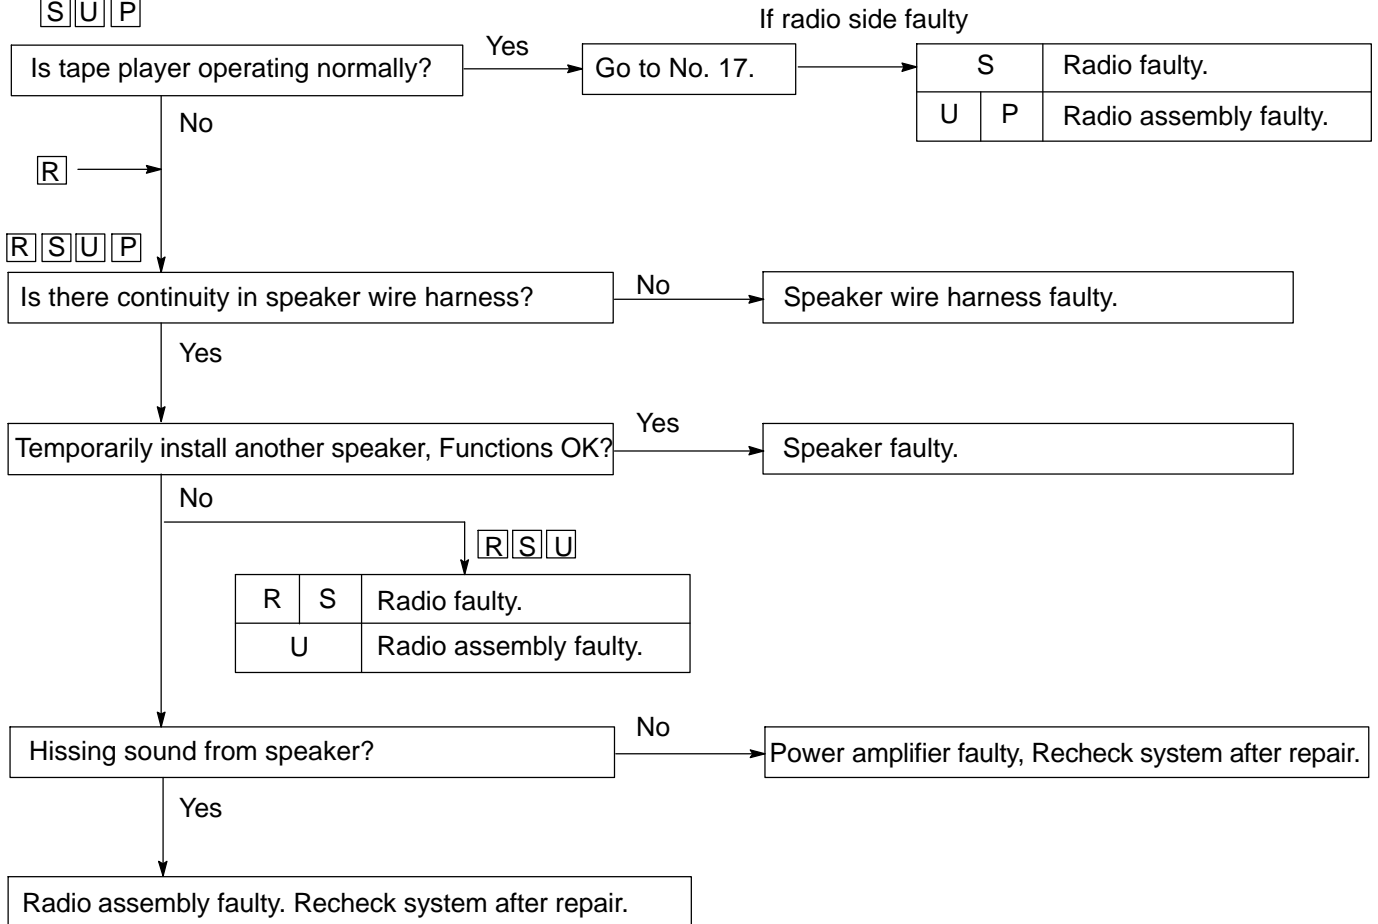 S U P
If radio side faulty
Is tape player operating normally?
Yes
Go to No. 17.
S Radio faulty.
U P Radio assembly faulty.
No
R
R S U P
Is there continuity in speaker wire harness?
No
Speaker wire harness faulty.
Yes
Temporarily install another speaker, Functions OK?
Yes
Speaker faulty.
No
R S U
R S Radio faulty.
U Radio assembly faulty.
Hissing sound from speaker?
No
Power amplifier faulty, Recheck system after repair.
Yes
Radio assembly faulty. Recheck system after repair.